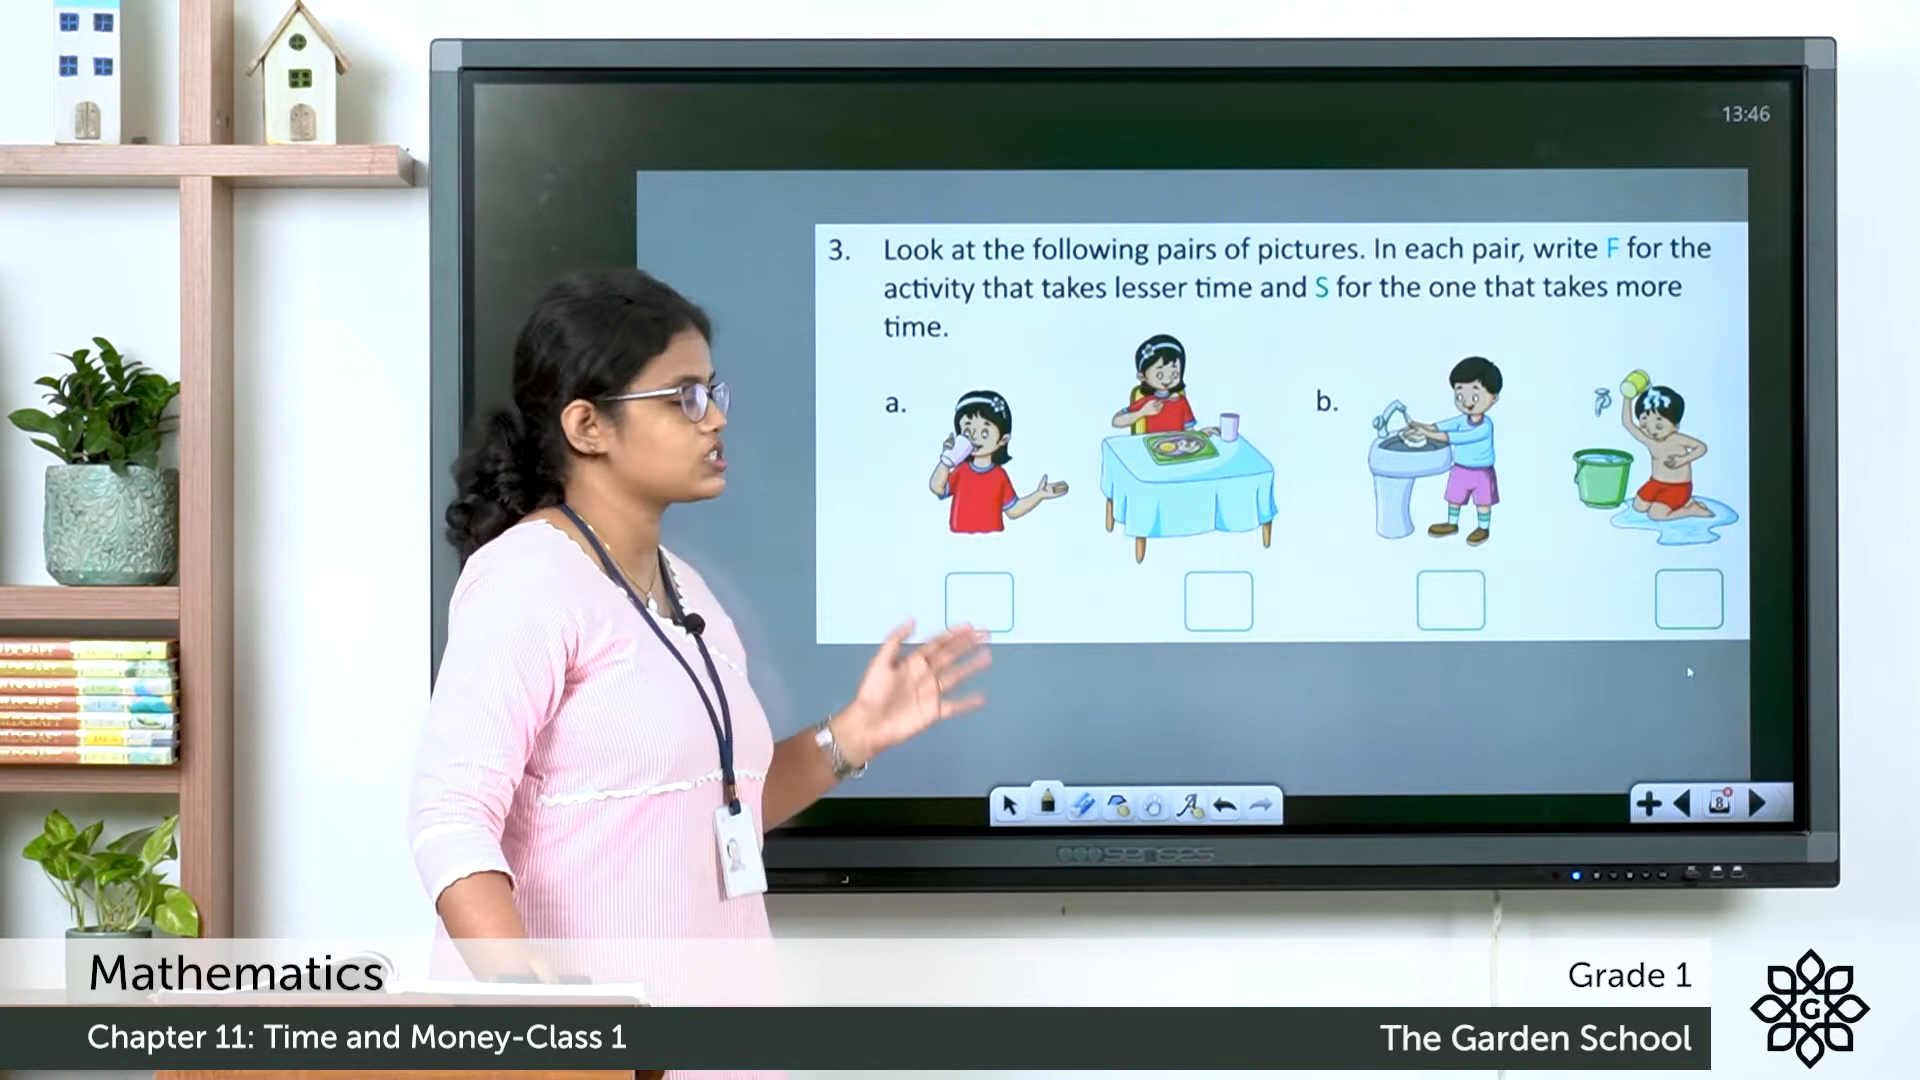 13:46
3. Look at the following pairs of pictures. In each pair, write F for the
activity that takes lesser time and S for the one that takes more
time.
a.
b.
8
senses
Mathematics
Grade 1
Chapter 11: Time and Money-Class 1
The Garden School
G